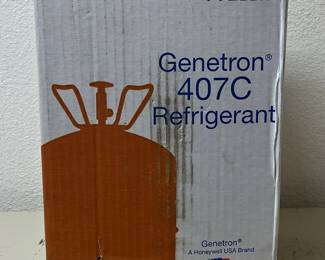 Genetron®
407C
Refrigerant
Genetron®
A Honeywell USA Brand